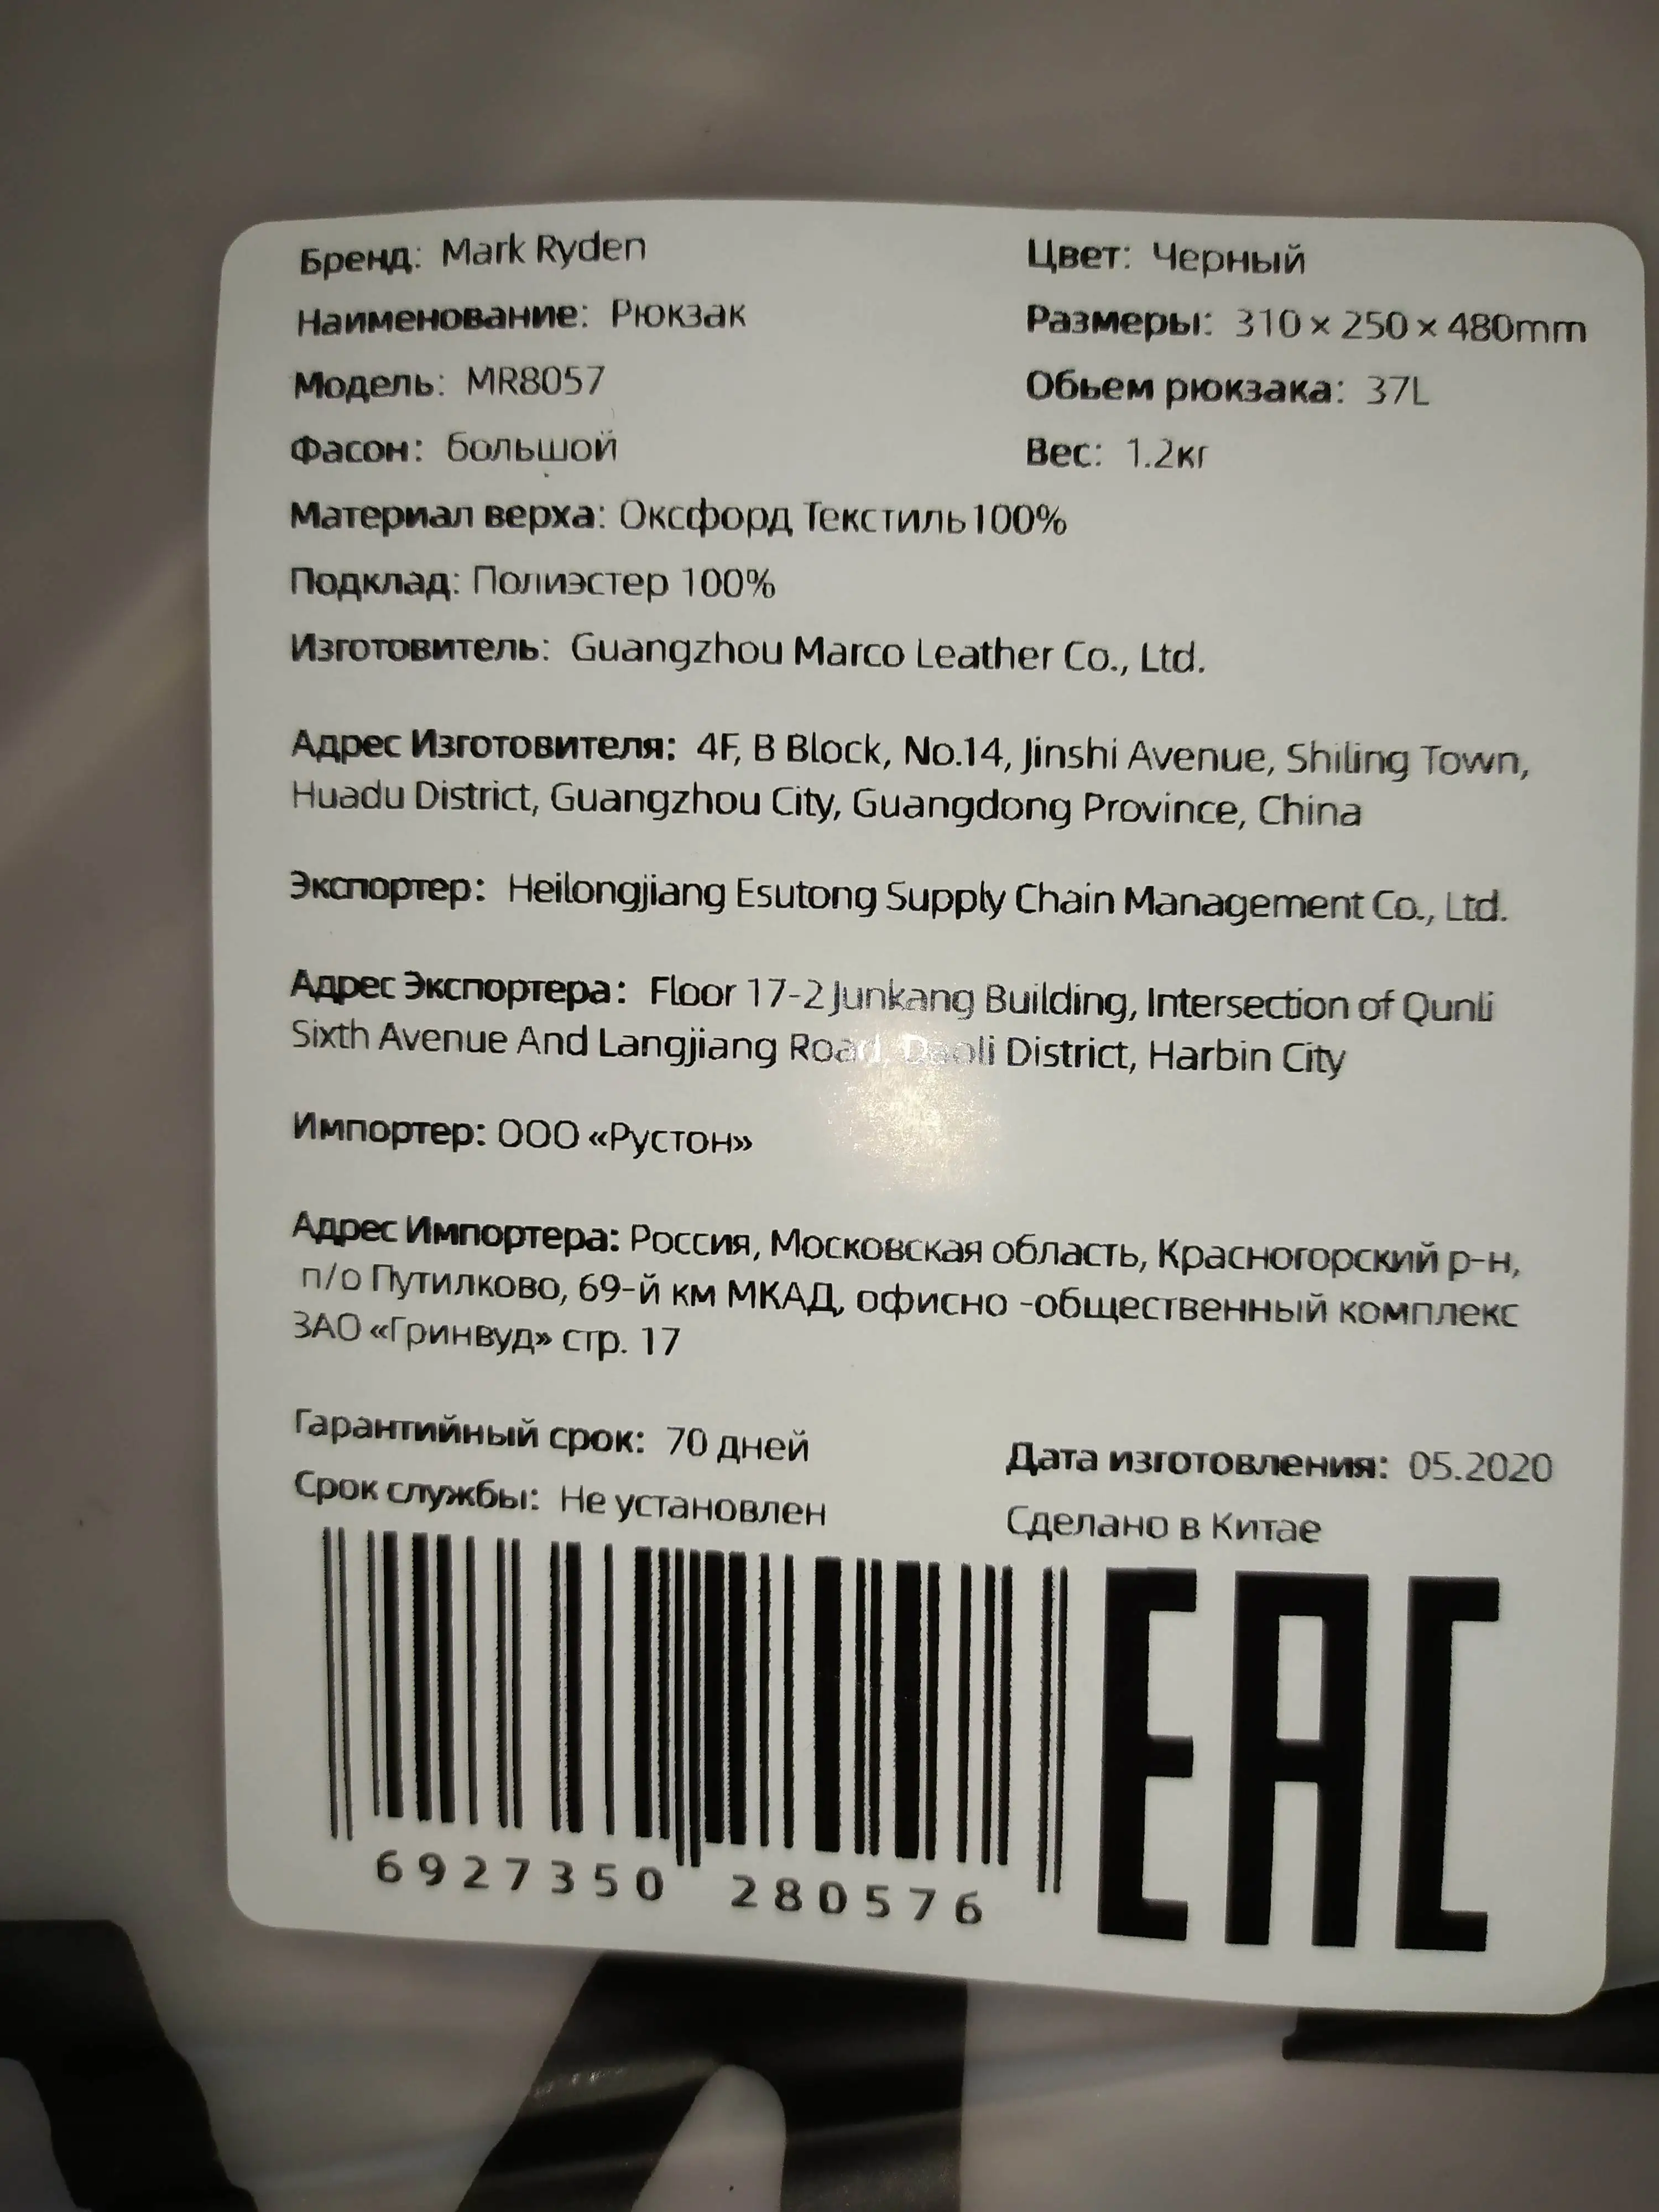 Бренд: Mark Ryden
Цвет: Черный
Наименование: Рюкзак
Размеры: 310 × 250 × 480mm
Модель: MR8057
Обьем рюкзака: 37L
Фасон: большой
Вес: 1.2кг
Материал верха: Оксфорд Текстиль100%
Подклад: Полиэстер 100%
Изготовитель: Guangzhou Marco Leather Co., Ltd.
Адрес Изготовителя: 4F, B Block, No.14, Jinshi Avenue, Shiling Town,
Huadu District, Guangzhou City, Guangdong Province, China
Экспортер: Heilongjiang Esutong Supply Chain Management Co., Ltd.
Адрес Экспортера: Floor 17-2 Junkang Building, Intersection of Qunli
Sixth Avenue And Langjiang Road, Daoli District, Harbin City
Импортер: ООО «Рустон»
Адрес Импортера: Россия, Московская область, Красногорский р-н,
п/о Путилково, 69-й км МКАД, офисно -общественный комплекс
ЗАО «Гринвуд» стр. 17
Гарантийный срок: 70 дней
Дата изготовления: 05.2020
Срок службы: Не установлен
Сделано в Китае
6927350 280576
EAC